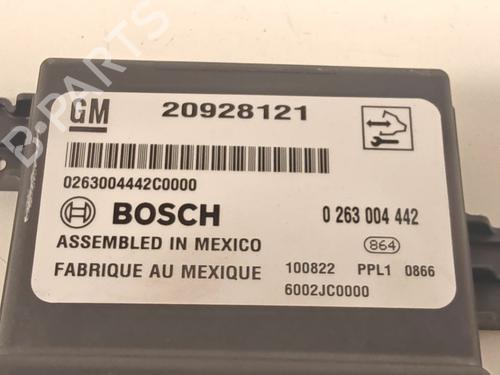 B-PARTS
GM 20928121
0263004442C0000
BOSCH 0 263 004 442
ASSEMBLED IN MEXICO 864
FABRIQUE AU MEXIQUE 100822 PPL1 0866
6002JC0000